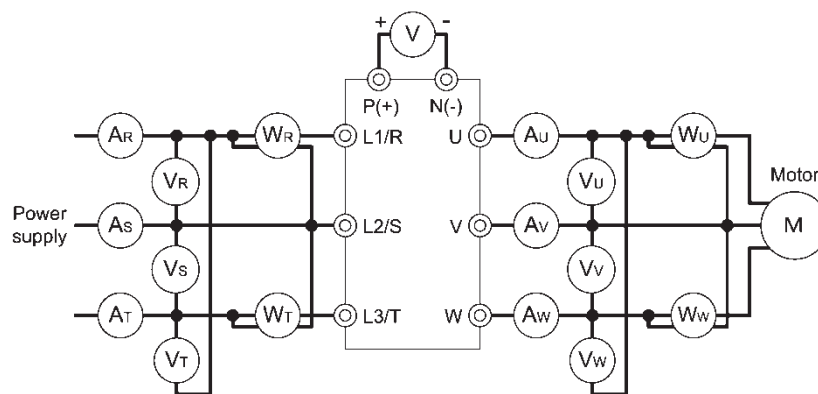 + V -
P(+) N(-)
AR WR L1/R U AU WU
VR VU Motor
Power supply
AS L2/S V AV M
VS VV
AT WT L3/T W AW WW
VT VW